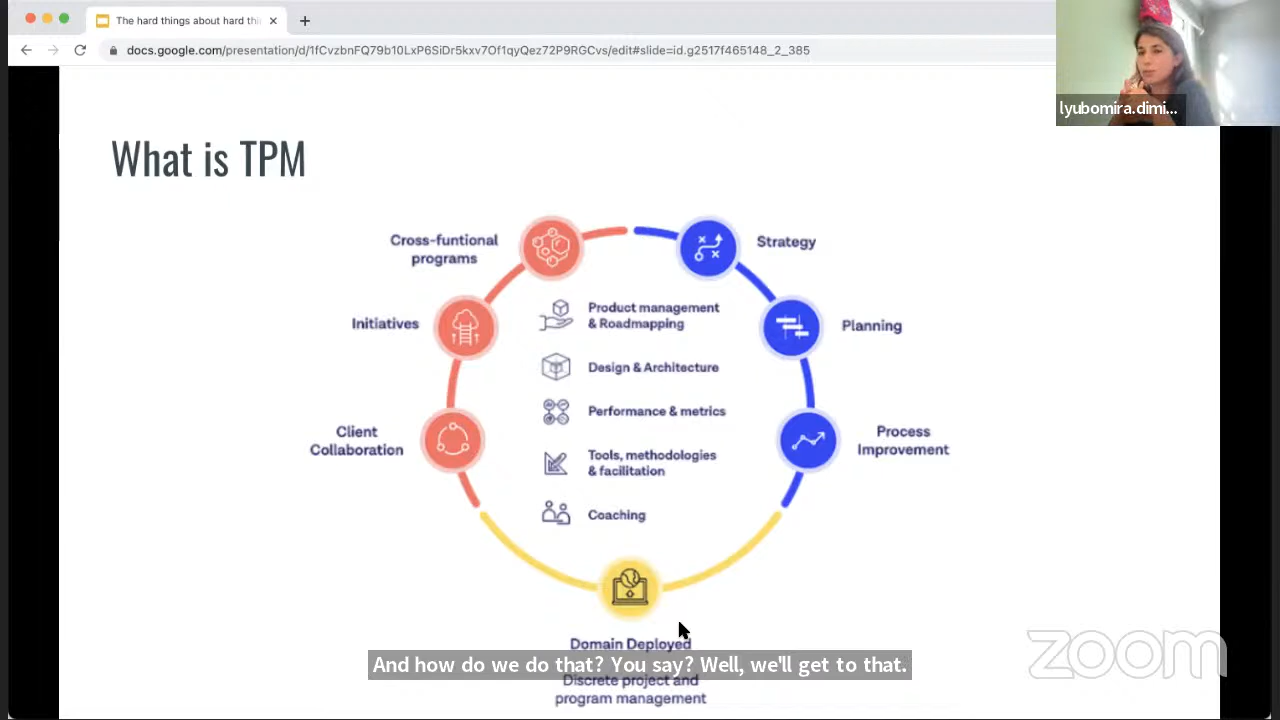 The hard things about hard thi
docs.google.com/presentation/d/1fCvzbnFQ79b10LxP6SiDr5kxv7Of1qyQez72P9RGCvs/edit#slide=id.g2517f465148_2_385
lyubomira.dimi...
What is TPM
Cross-funtional
programs
Strategy
Initiatives
Product management
& Roadmapping
Planning
Design & Architecture
Performance & metrics
Client
Collaboration
Process
Improvement
Tools, methodologies
& facilitation
Coaching
Domain Deployed
And how do we do that? You say? Well, we'll get to that.
Discrete project and
program management
zoom